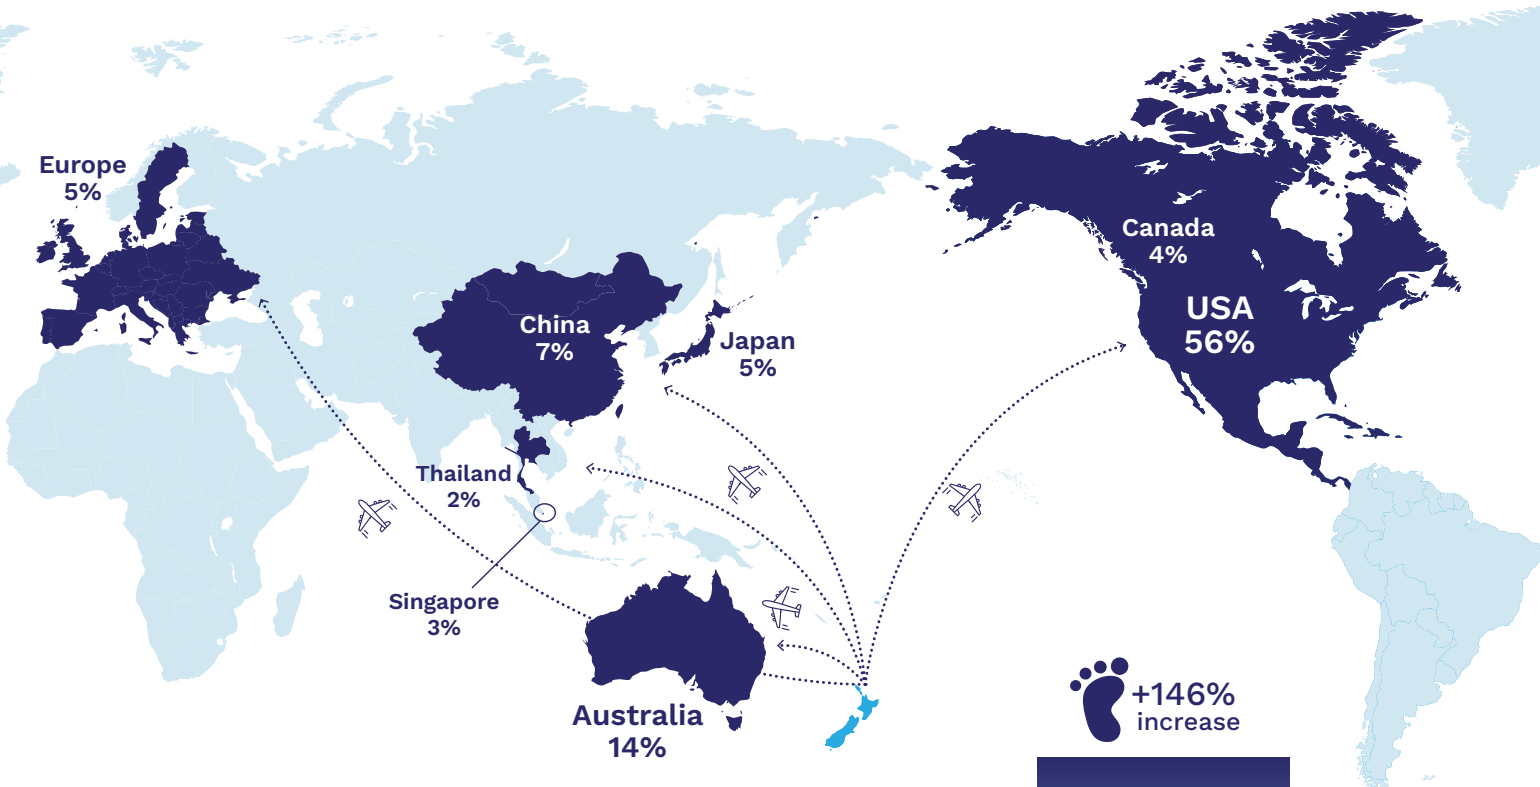 Europe
5%
Canada
4%
USA
56%
China
7%
Japan
5%
Thailand
2%
Singapore
3%
Australia
14%
+146%
increase